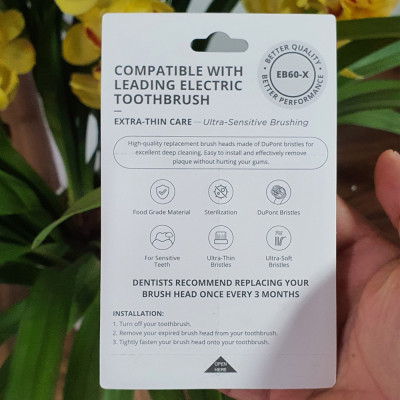 COMPATIBLE WITH
LEADING ELECTRIC
TOOTHBRUSH
• BETTER QUALITY •
EB60-X
BETTER PERFORMANCE
EXTRA-THIN CARE — Ultra-Sensitive Brushing
High-quality replacement brush heads made of DuPont bristles for
excellent deep cleaning. Easy to install and effectively remove
plaque without hurting your gums.
Food Grade Material
Sterilization
DuPont Bristles
For Sensitive
Teeth
Ultra-Thin
Bristles
Ultra-Soft
Bristles
DENTISTS RECOMMEND REPLACING YOUR
BRUSH HEAD ONCE EVERY 3 MONTHS
INSTALLATION:
1. Turn off your toothbrush.
2. Remove your expired brush head from your toothbrush.
3. Tightly fasten your brush head onto your toothbrush.
OPEN
HERE